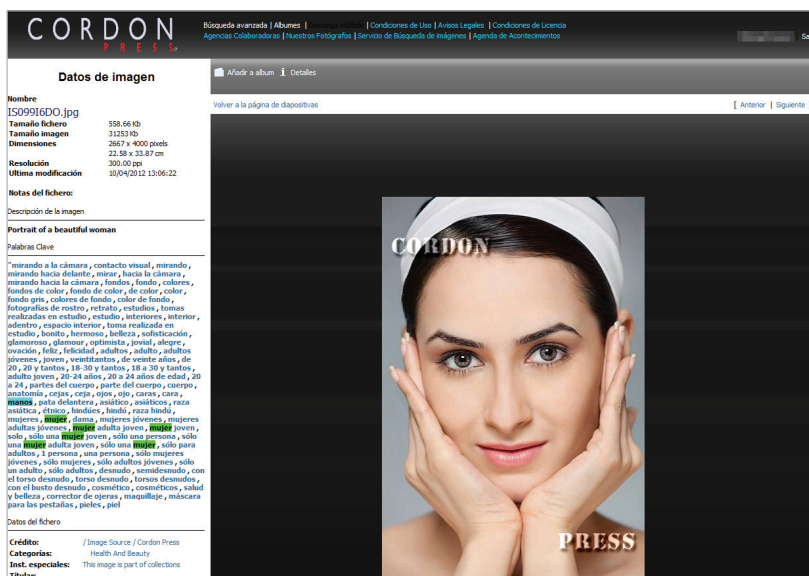 CORDON
PRESS
Búsqueda avanzada | Albumes | Descarga múltiple | Condiciones de Uso | Avisos Legales | Condiciones de Licencia
Agencias Colaboradoras | Nuestros Fotógrafos | Servicio de Búsqueda de imágenes | Agenda de Acontecimientos
Sa
Datos de imagen
Añadir a album i Detalles
Nombre
IS099I6DO.jpg
Volver a la página de diapositivas
[ Anterior | Siguiente
Tamaño fichero 558.66 Kb
Tamaño imagen 31253 Kb
Dimensiones 2667 x 4000 pixels
22.58 x 33.87 cm
Resolución 300.00 ppi
Ultima modificación 10/04/2012 13:06:22
Notas del fichero:
Descripción de la imagen
Portrait of a beautiful woman
Palabras Clave
"mirando a la cámara , contacto visual , mirando ,
mirando hacia delante , mirar , hacia la cámara ,
mirando hacia la cámara , fondos , fondo , colores ,
fondos de color , fondo de color , de color , color ,
fondo gris , colores de fondo , color de fondo ,
fotografías de rostro , retrato , estudios , tomas
realizadas en estudio , estudio , interiores , interior ,
adentro , espacio interior , toma realizada en
estudio , bonito , hermoso , belleza , sofisticación ,
glamoroso , glamour , optimista , jovial , alegre ,
ovación , feliz , felicidad , adultos , adulto , adultos
jóvenes , joven , veintitantos , de veinte años , de
20 , 20 y tantos , 18-30 y tantos , 18 a 30 y tantos ,
adulto joven , 20-24 años , 20 a 24 años de edad , 20
a 24 , partes del cuerpo , parte del cuerpo , cuerpo ,
anatomía , cejas , ceja , ojos , ojo , caras , cara ,
manos , pata delantera , asiático , asiáticos , raza
asiática , étnico , hindúes , hindú , raza hindú ,
mujeres , mujer , dama , mujeres jóvenes , mujeres
adultas jóvenes , mujer adulta joven , mujer joven ,
solo , sólo una mujer joven , sólo una persona , sólo
una mujer adulta joven , sólo una mujer , sólo para
adultos , 1 persona , una persona , sólo mujeres
jóvenes , sólo mujeres , sólo adultos jóvenes , sólo
un adulto , sólo adultos , desnudo , semidesnudo , con
el torso desnudo , torso desnudo , torsos desnudos ,
con el busto desnudo , cosmético , cosméticos , salud
y belleza , corrector de ojeras , maquillaje , máscara
para las pestañas , pieles , piel
Datos del fichero
Crédito: / Image Source / Cordon Press
Categorías: Health And Beauty
Inst. especiales: This image is part of collections
Titular
CORDON
PRESS